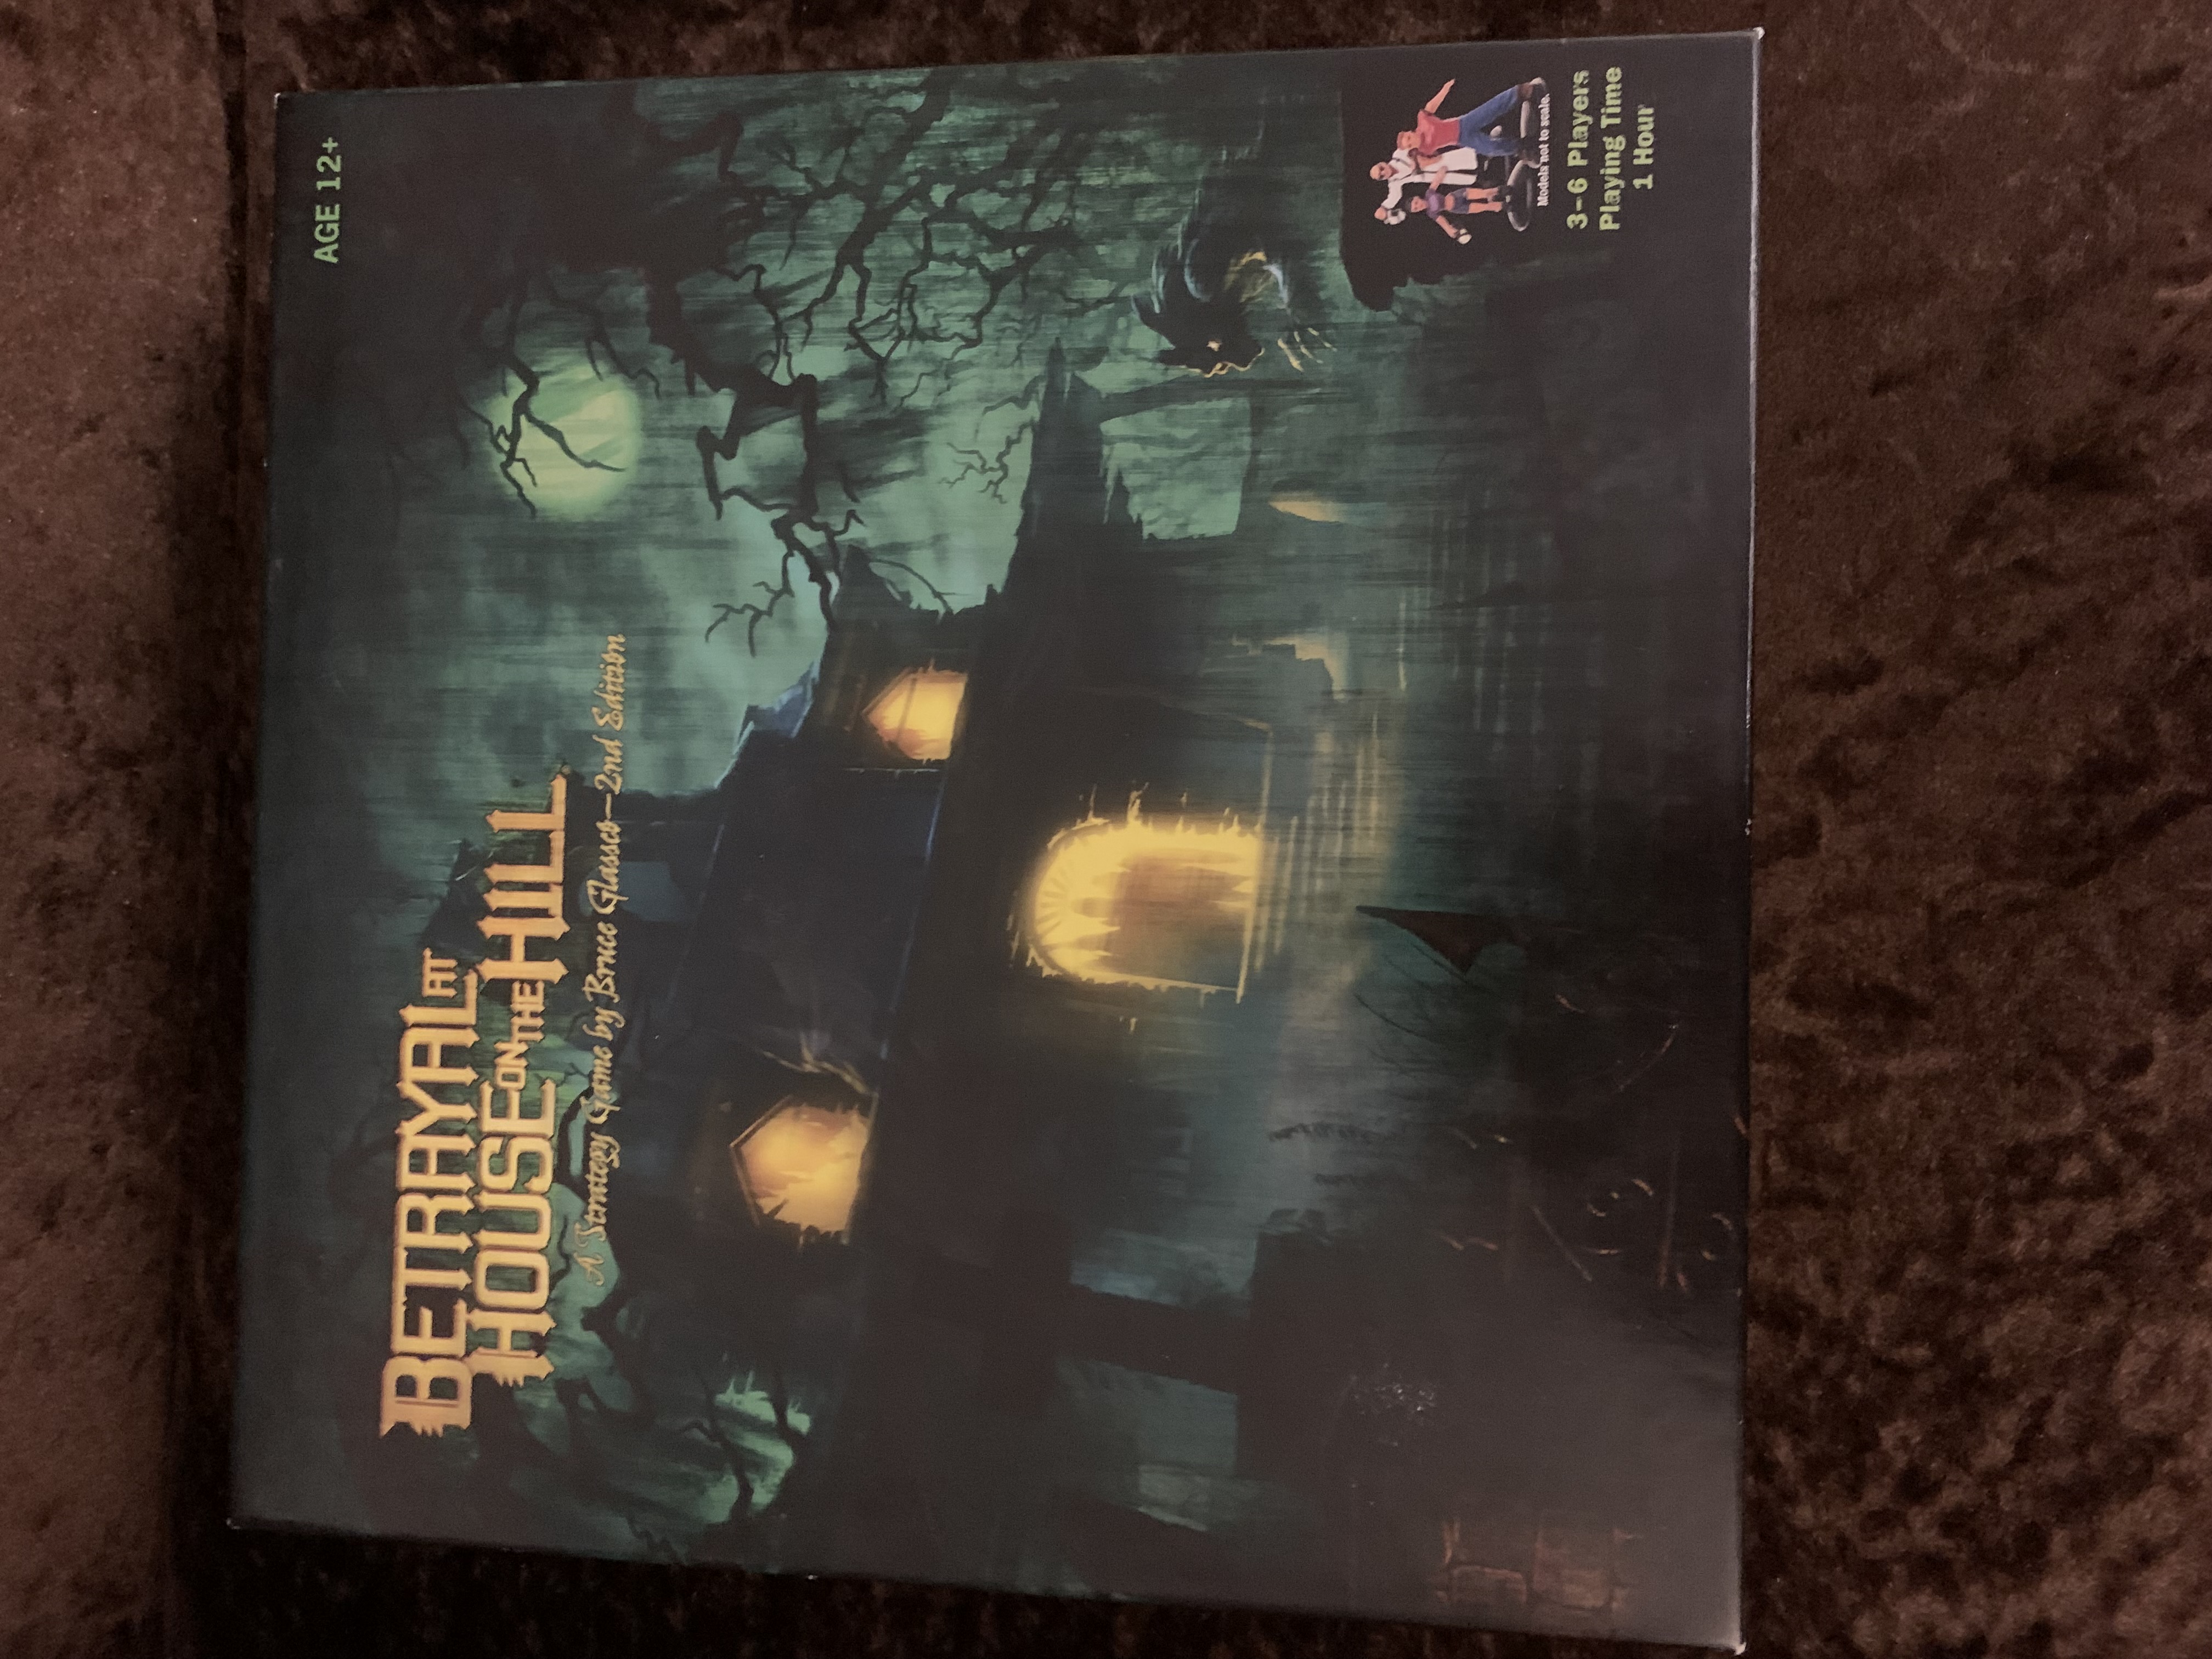 AGE 12+
BETRAYAL AT
HOUSE ON THE HILL
A Strategy Game by Bruce Glassco—2nd Edition
Models not to scale.
3-6 Players
Playing Time
1 Hour